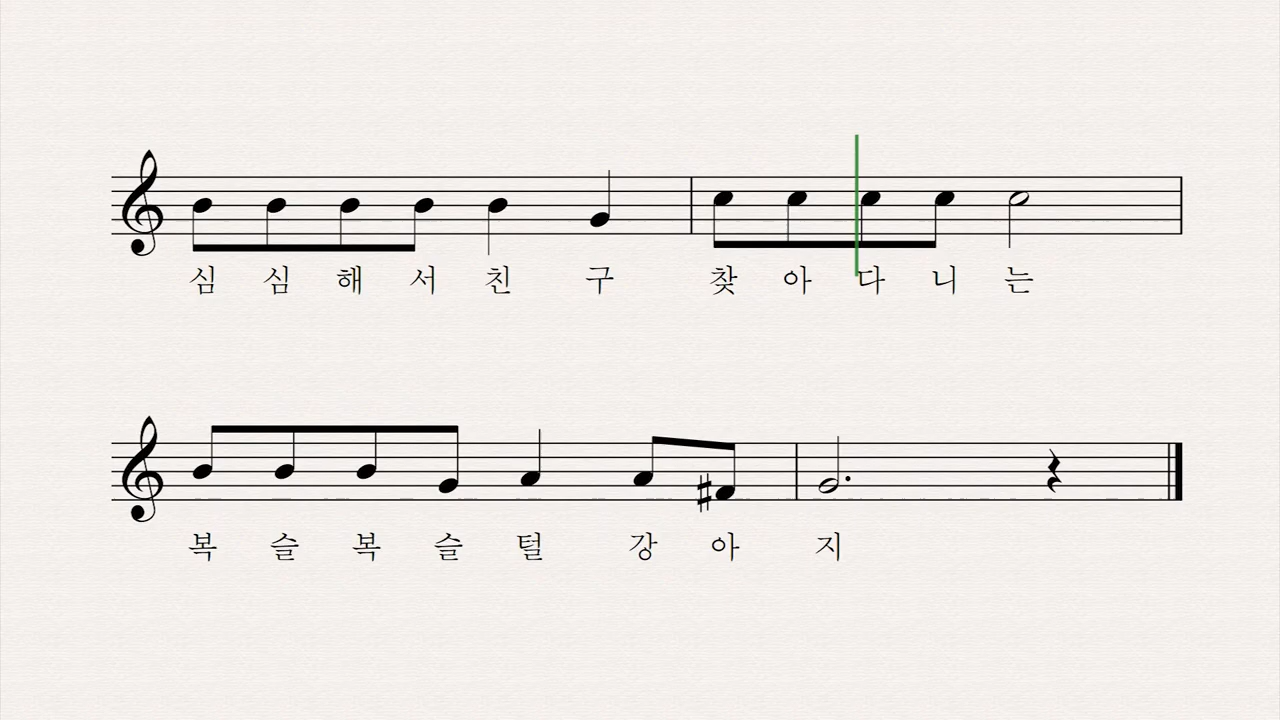 심 심 해 서 친 구 찾 아 다 니 는
복 슬 복 슬 털 강 아 지